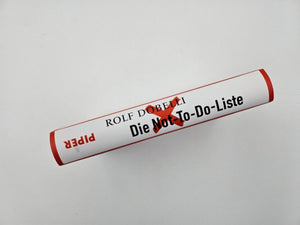 ROLF DOBELLI
Die Not-To-Do-Liste
PIPER